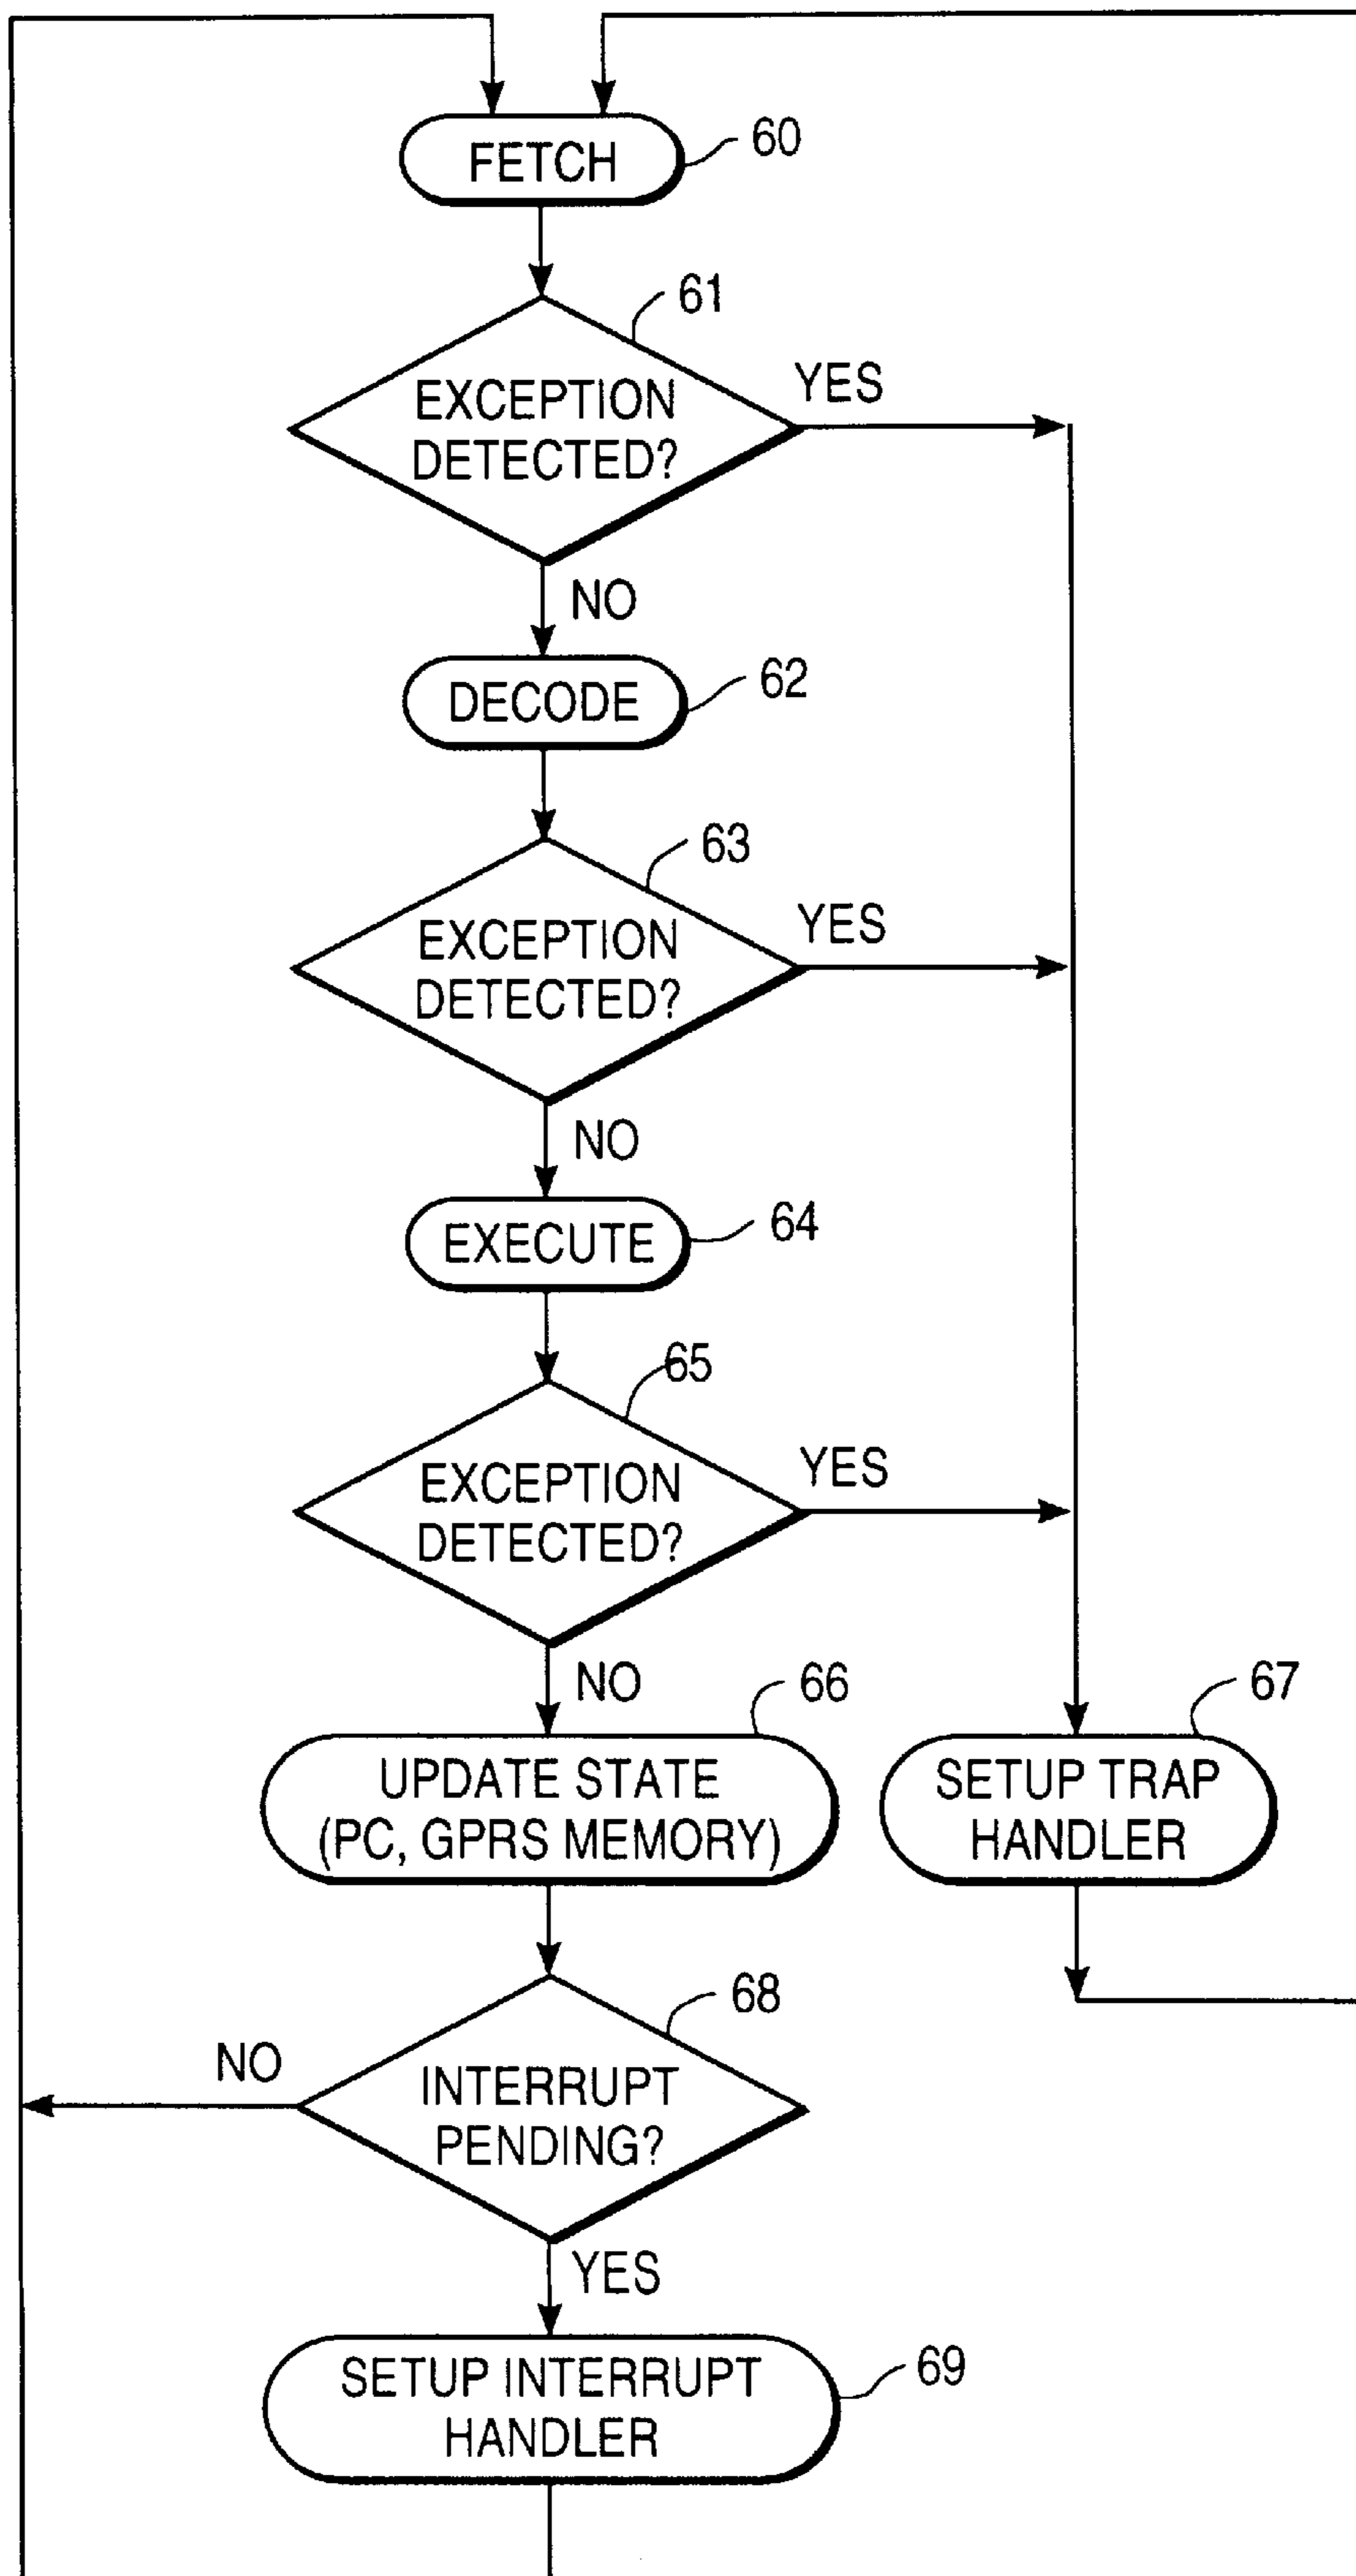 FETCH
60
61
EXCEPTION
DETECTED?
YES
NO
DECODE
62
63
EXCEPTION
DETECTED?
YES
NO
EXECUTE
64
65
EXCEPTION
DETECTED?
YES
NO
66
UPDATE STATE
(PC, GPRS MEMORY)
67
SETUP TRAP
HANDLER
68
NO
INTERRUPT
PENDING?
YES
SETUP INTERRUPT
HANDLER
69